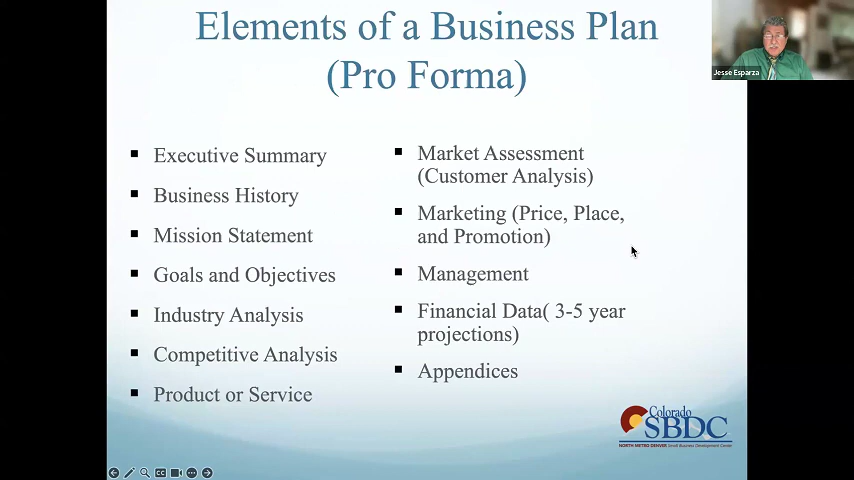 Elements of a Business Plan
(Pro Forma)
Jesse Esparza
Executive Summary
Business History
Mission Statement
Goals and Objectives
Industry Analysis
Competitive Analysis
Product or Service
Market Assessment
(Customer Analysis)
Marketing (Price, Place,
and Promotion)
Management
Financial Data( 3-5 year
projections)
Appendices
Colorado
SBDC
NORTH METRO DENVER Small Business Development Center
CC